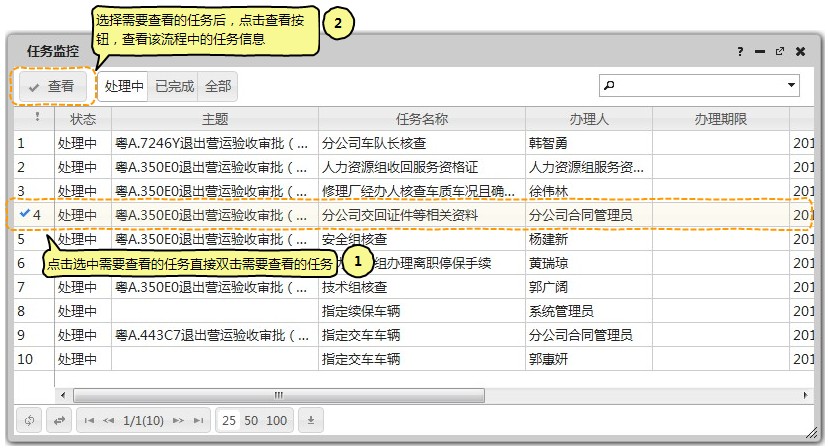 选择需要查看的任务后，点击查看按
钮，查看该流程中的任务信息
2
任务监控
?
查看 处理中 已完成 全部
! 状态 主题 任务名称 办理人 办理期限
1 处理中 粤A.7246Y退出营运验收审批（... 分公司车队长核查 韩智勇 201
2 处理中 粤A.350E0退出营运验收审批（... 人力资源组收回服务资格证 人力资源组服务资... 201
3 处理中 粤A.350E0退出营运验收审批（... 修理厂经办人核查车质车况且确... 徐伟林 201
4 处理中 粤A.350E0退出营运验收审批（... 分公司交回证件等相关资料 分公司合同管理员 201
5 处理中 粤A.350E0退出营运验收审批（... 安全组核查 杨建新 201
点击选中需要查看的任务直接双击需要查看的任务
1
6 组办理离职停保手续 黄瑞琼 201
7 处理中 粤A.350E0退出营运验收审批（... 技术组核查 郭广阔 201
8 处理中 指定续保车辆 系统管理员 201
9 处理中 粤A.443C7退出营运验收审批（... 指定交车车辆 分公司合同管理员 201
10 处理中 指定交车车辆 郭惠妍 201
1/1(10) 25 50 100